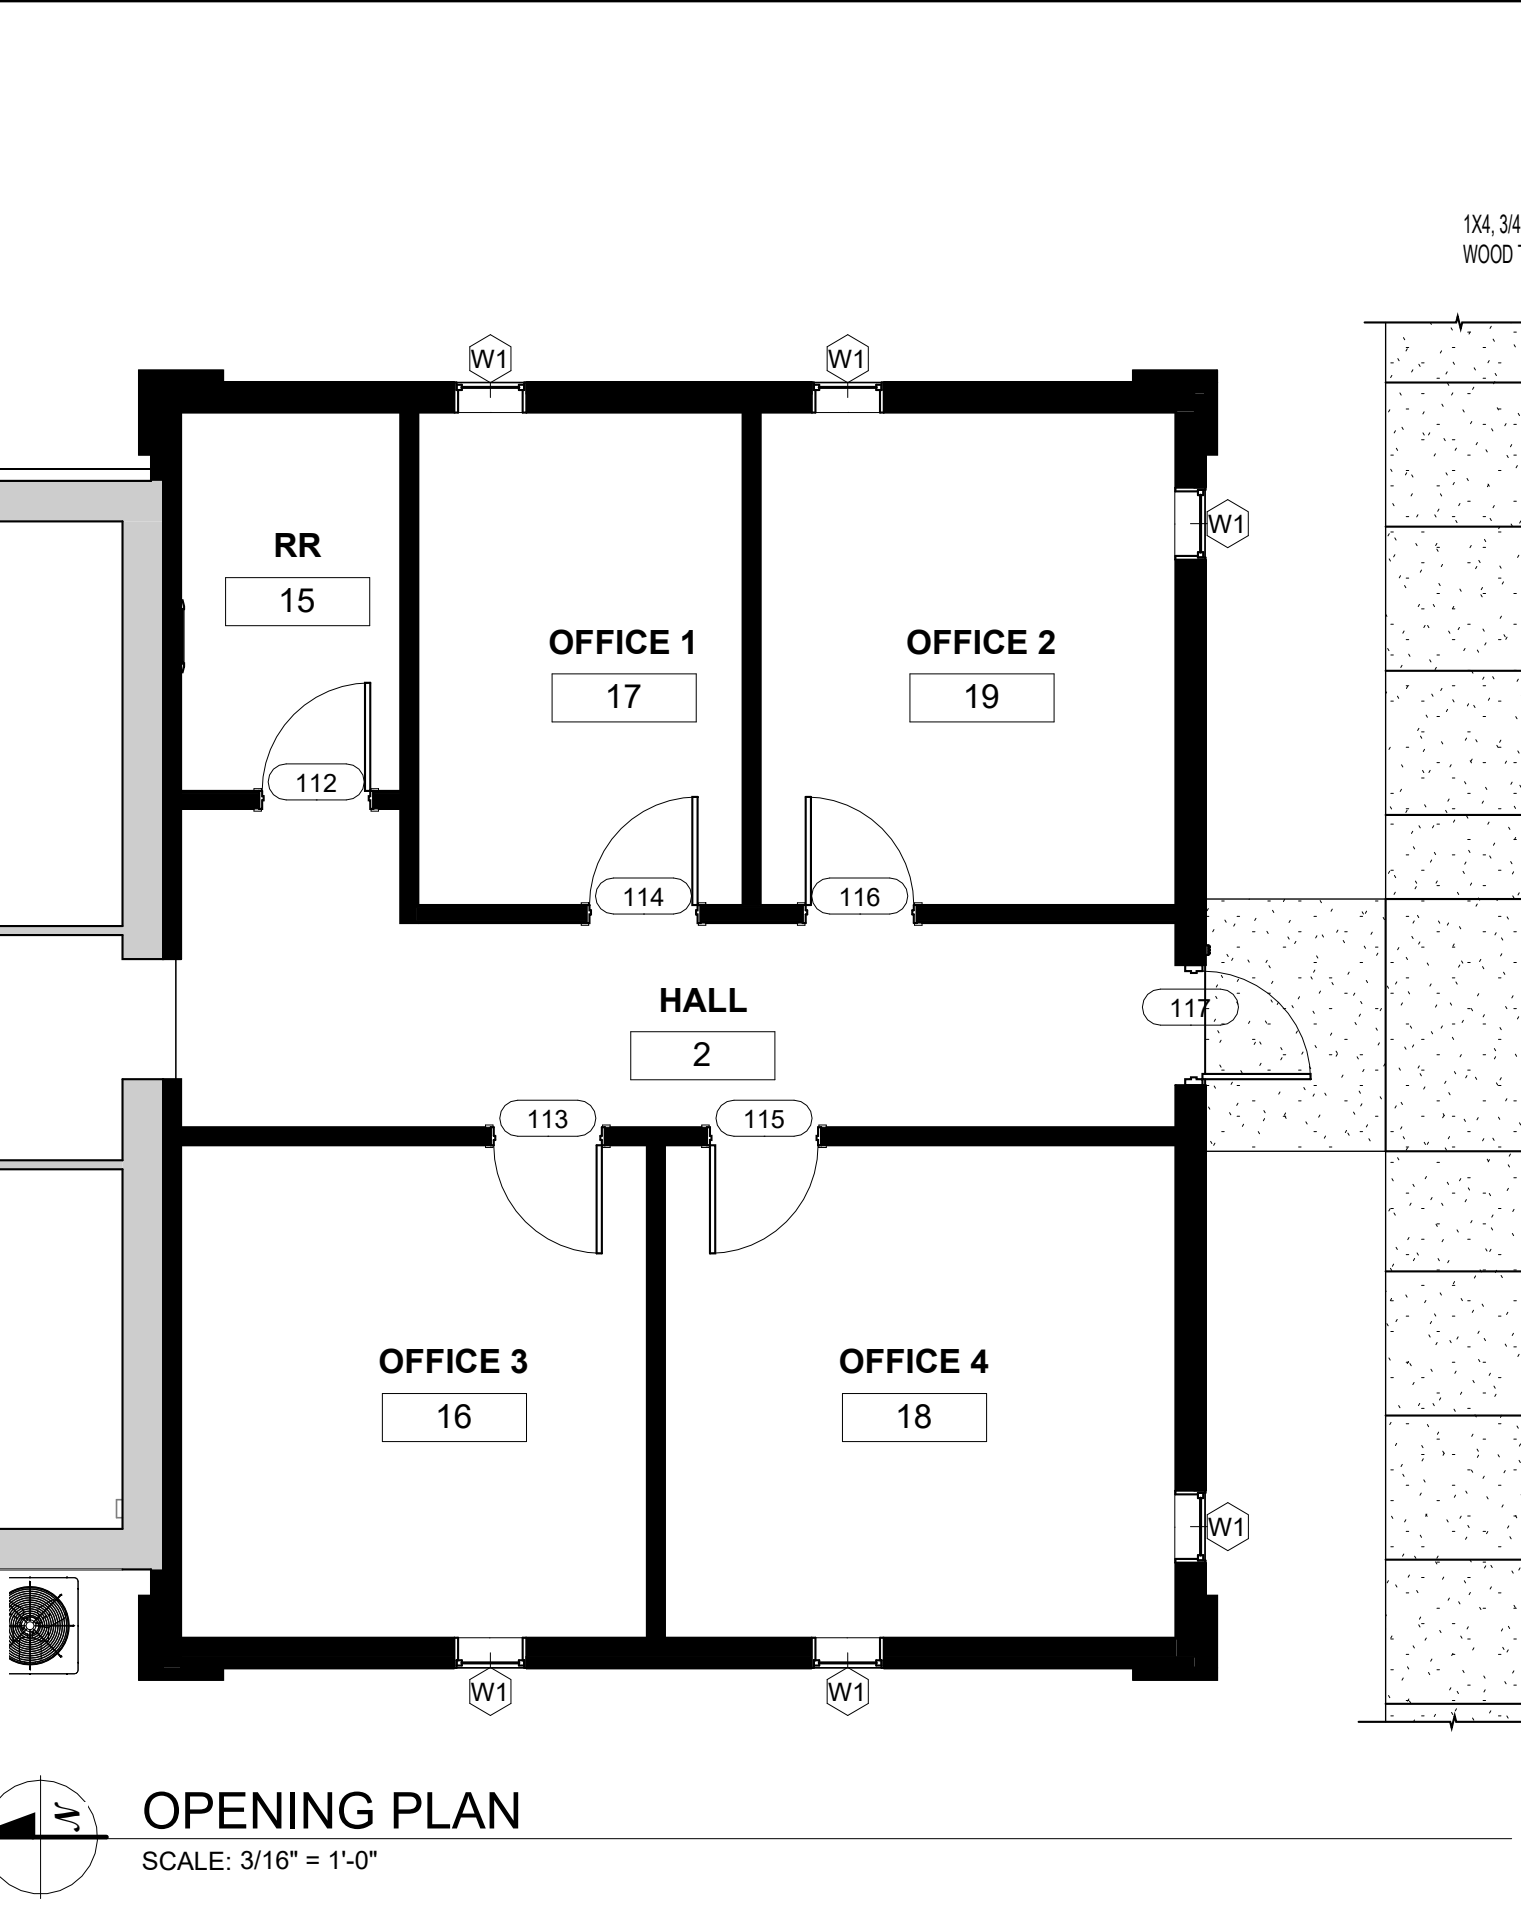 1X4, 3/4
WOOD
W1
W1
W1
RR
15
OFFICE 1
17
OFFICE 2
19
112
114
116
HALL
2
117
113
115
OFFICE 3
16
OFFICE 4
18
W1
W1
W1
N
OPENING PLAN
SCALE: 3/16" = 1'-0"